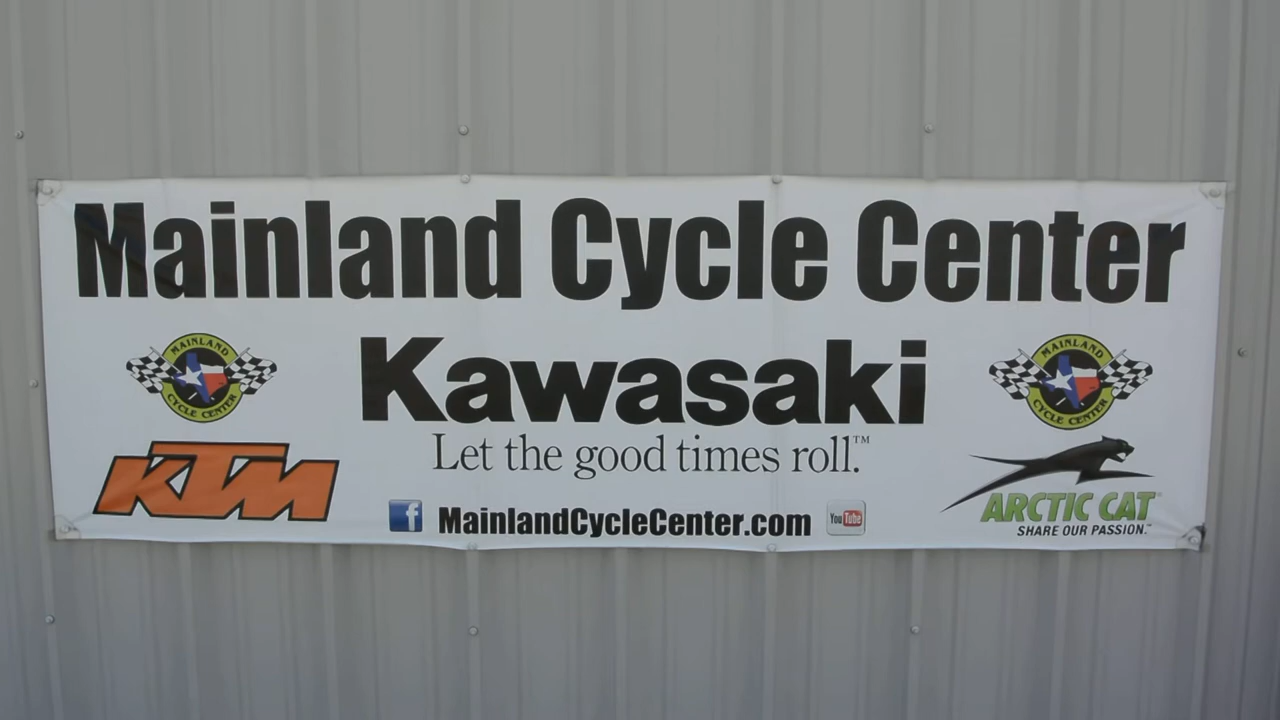 Mainland Cycle Center
MAINLAND
CYCLE CENTER
Kawasaki
Let the good times roll.™
MAINLAND
CYCLE CENTER
KTM
MainlandCycleCenter.com
f
You Tube
ARCTIC CAT
SHARE OUR PASSION.™